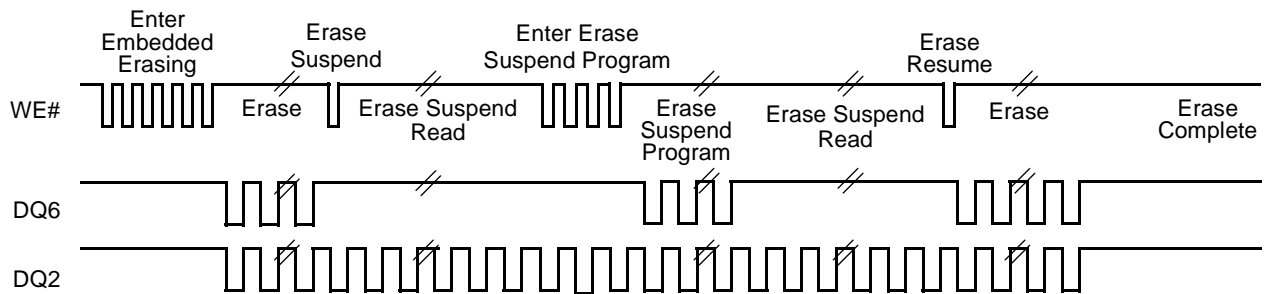 Enter
Embedded
Erasing
Erase
Suspend
Enter Erase
Suspend Program
Erase
Resume
WE#
Erase
Erase Suspend
Read
Erase
Suspend
Program
Erase Suspend
Read
Erase
Erase
Complete
DQ6
DQ2